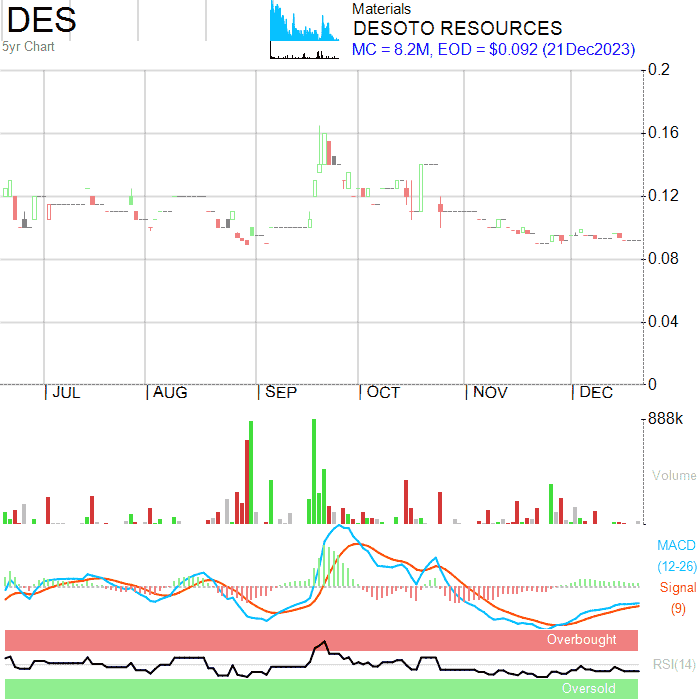 DES
5yr Chart
Materials
DESOTO RESOURCES
MC = 8.2M, EOD = $0.092 (21Dec2023)
0.2
0.16
0.12
0.08
0.04
0
JUL AUG SEP OCT NOV DEC
888k
Volume
MACD
(12-26)
Signal
(9)
Overbought
RSI(14)
Oversold